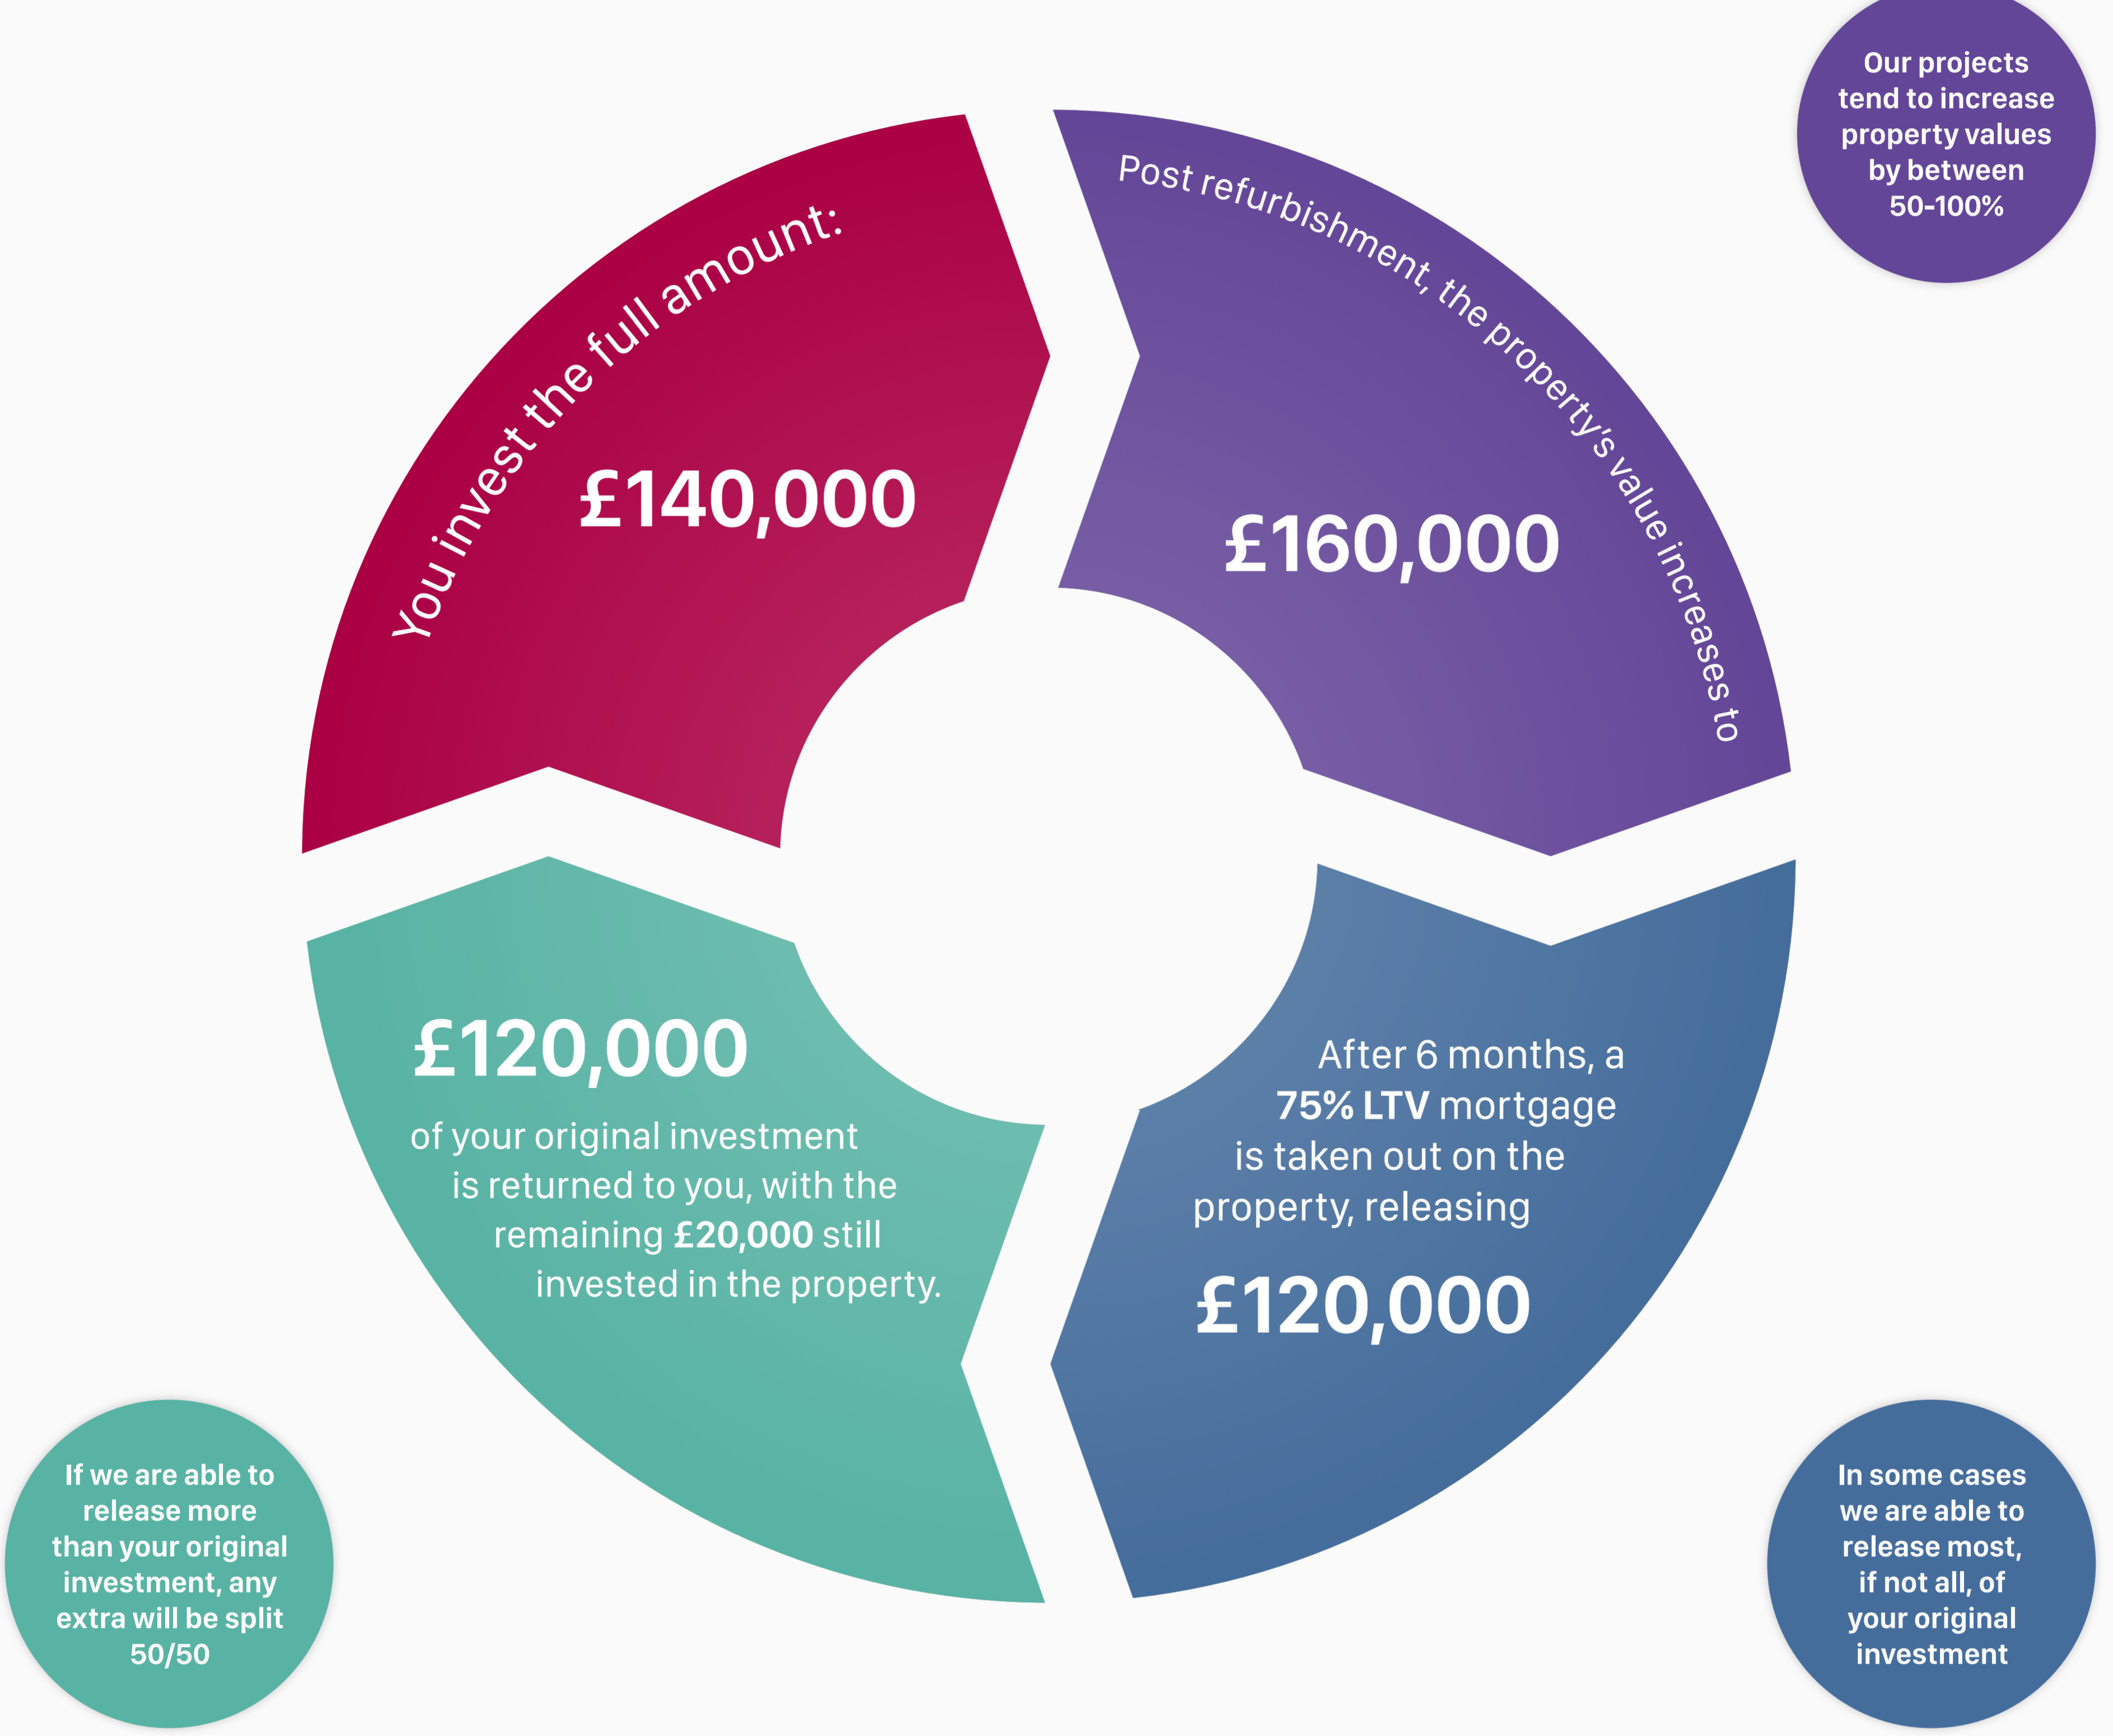 You invest the full amount:
£140,000
Post refurbishment, the property's value increases to
£160,000
Our projects
tend to increase
property values
by between
50-100%
After 6 months, a
75% LTV mortgage
is taken out on the
property, releasing
£120,000
In some cases
we are able to
release most,
if not all, of
your original
investment
£120,000
of your original investment
is returned to you, with the
remaining £20,000 still
invested in the property.
If we are able to
release more
than your original
investment, any
extra will be split
50/50